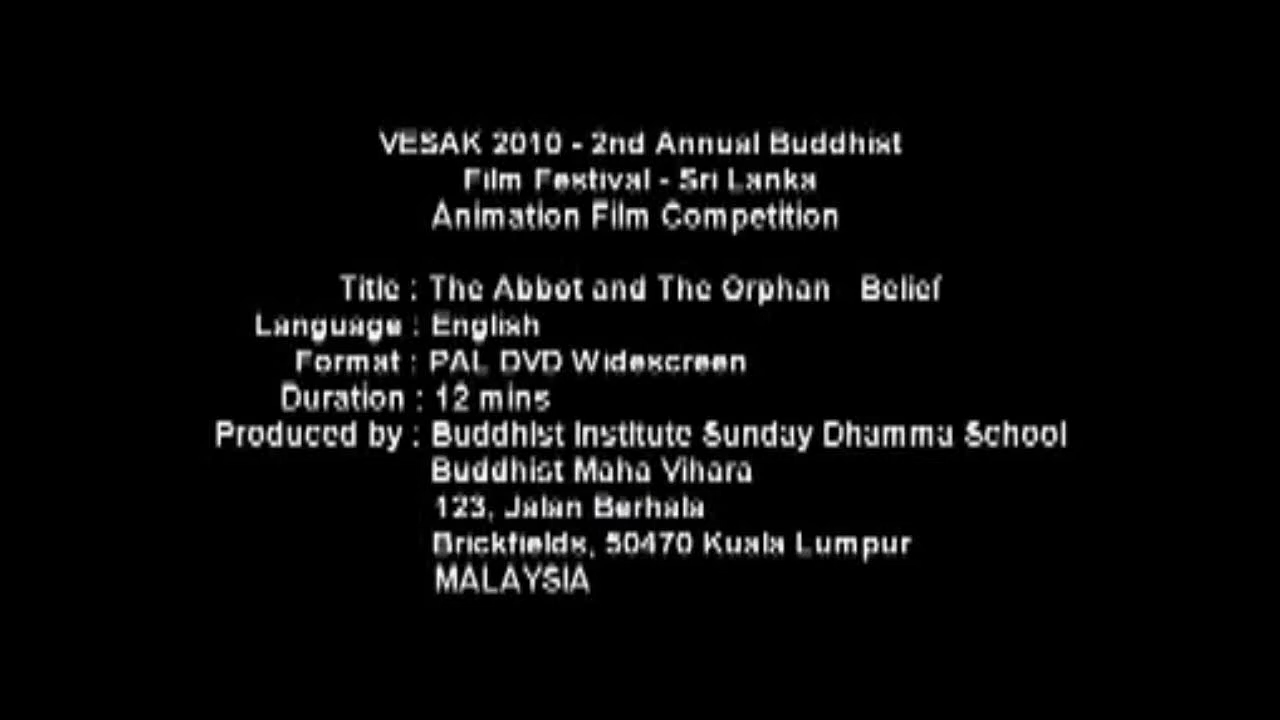 VESAK 2010 - 2nd Annual Buddhist
Film Festival - Sri Lanka
Animation Film Competition
Title : The Abbot and The Orphan - Belief
Language : English
Format : PAL DVD Widescreen
Duration : 12 mins
Produced by : Buddhist Institute Sunday Dhamma School
Buddhist Maha Vihara
123, Jalan Berhala
Brickfields, 50470 Kuala Lumpur
MALAYSIA